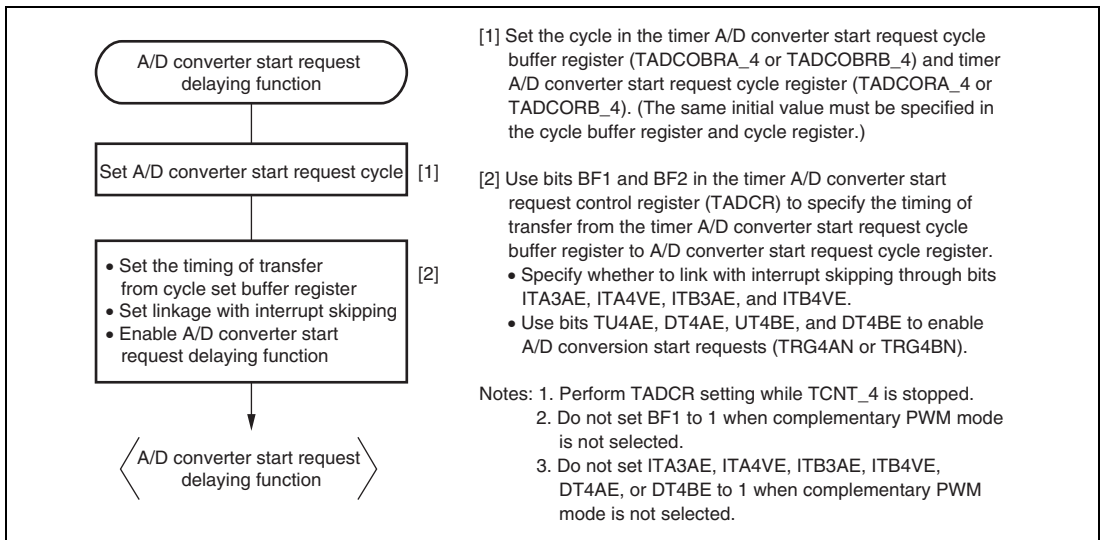 A/D converter start request
delaying function
Set A/D converter start request cycle [1]
• Set the timing of transfer
from cycle set buffer register
• Set linkage with interrupt skipping
• Enable A/D converter start
request delaying function
[2]
A/D converter start request
delaying function
[1] Set the cycle in the timer A/D converter start request cycle
buffer register (TADCOBRA_4 or TADCOBRB_4) and timer
A/D converter start request cycle register (TADCORA_4 or
TADCORB_4). (The same initial value must be specified in
the cycle buffer register and cycle register.)
[2] Use bits BF1 and BF2 in the timer A/D converter start
request control register (TADCR) to specify the timing of
transfer from the timer A/D converter start request cycle
buffer register to A/D converter start request cycle register.
• Specify whether to link with interrupt skipping through bits
ITA3AE, ITA4VE, ITB3AE, and ITB4VE.
• Use bits TU4AE, DT4AE, UT4BE, and DT4BE to enable
A/D conversion start requests (TRG4AN or TRG4BN).
Notes: 1. Perform TADCR setting while TCNT_4 is stopped.
2. Do not set BF1 to 1 when complementary PWM mode
is not selected.
3. Do not set ITA3AE, ITA4VE, ITB3AE, ITB4VE,
DT4AE, or DT4BE to 1 when complementary PWM
mode is not selected.